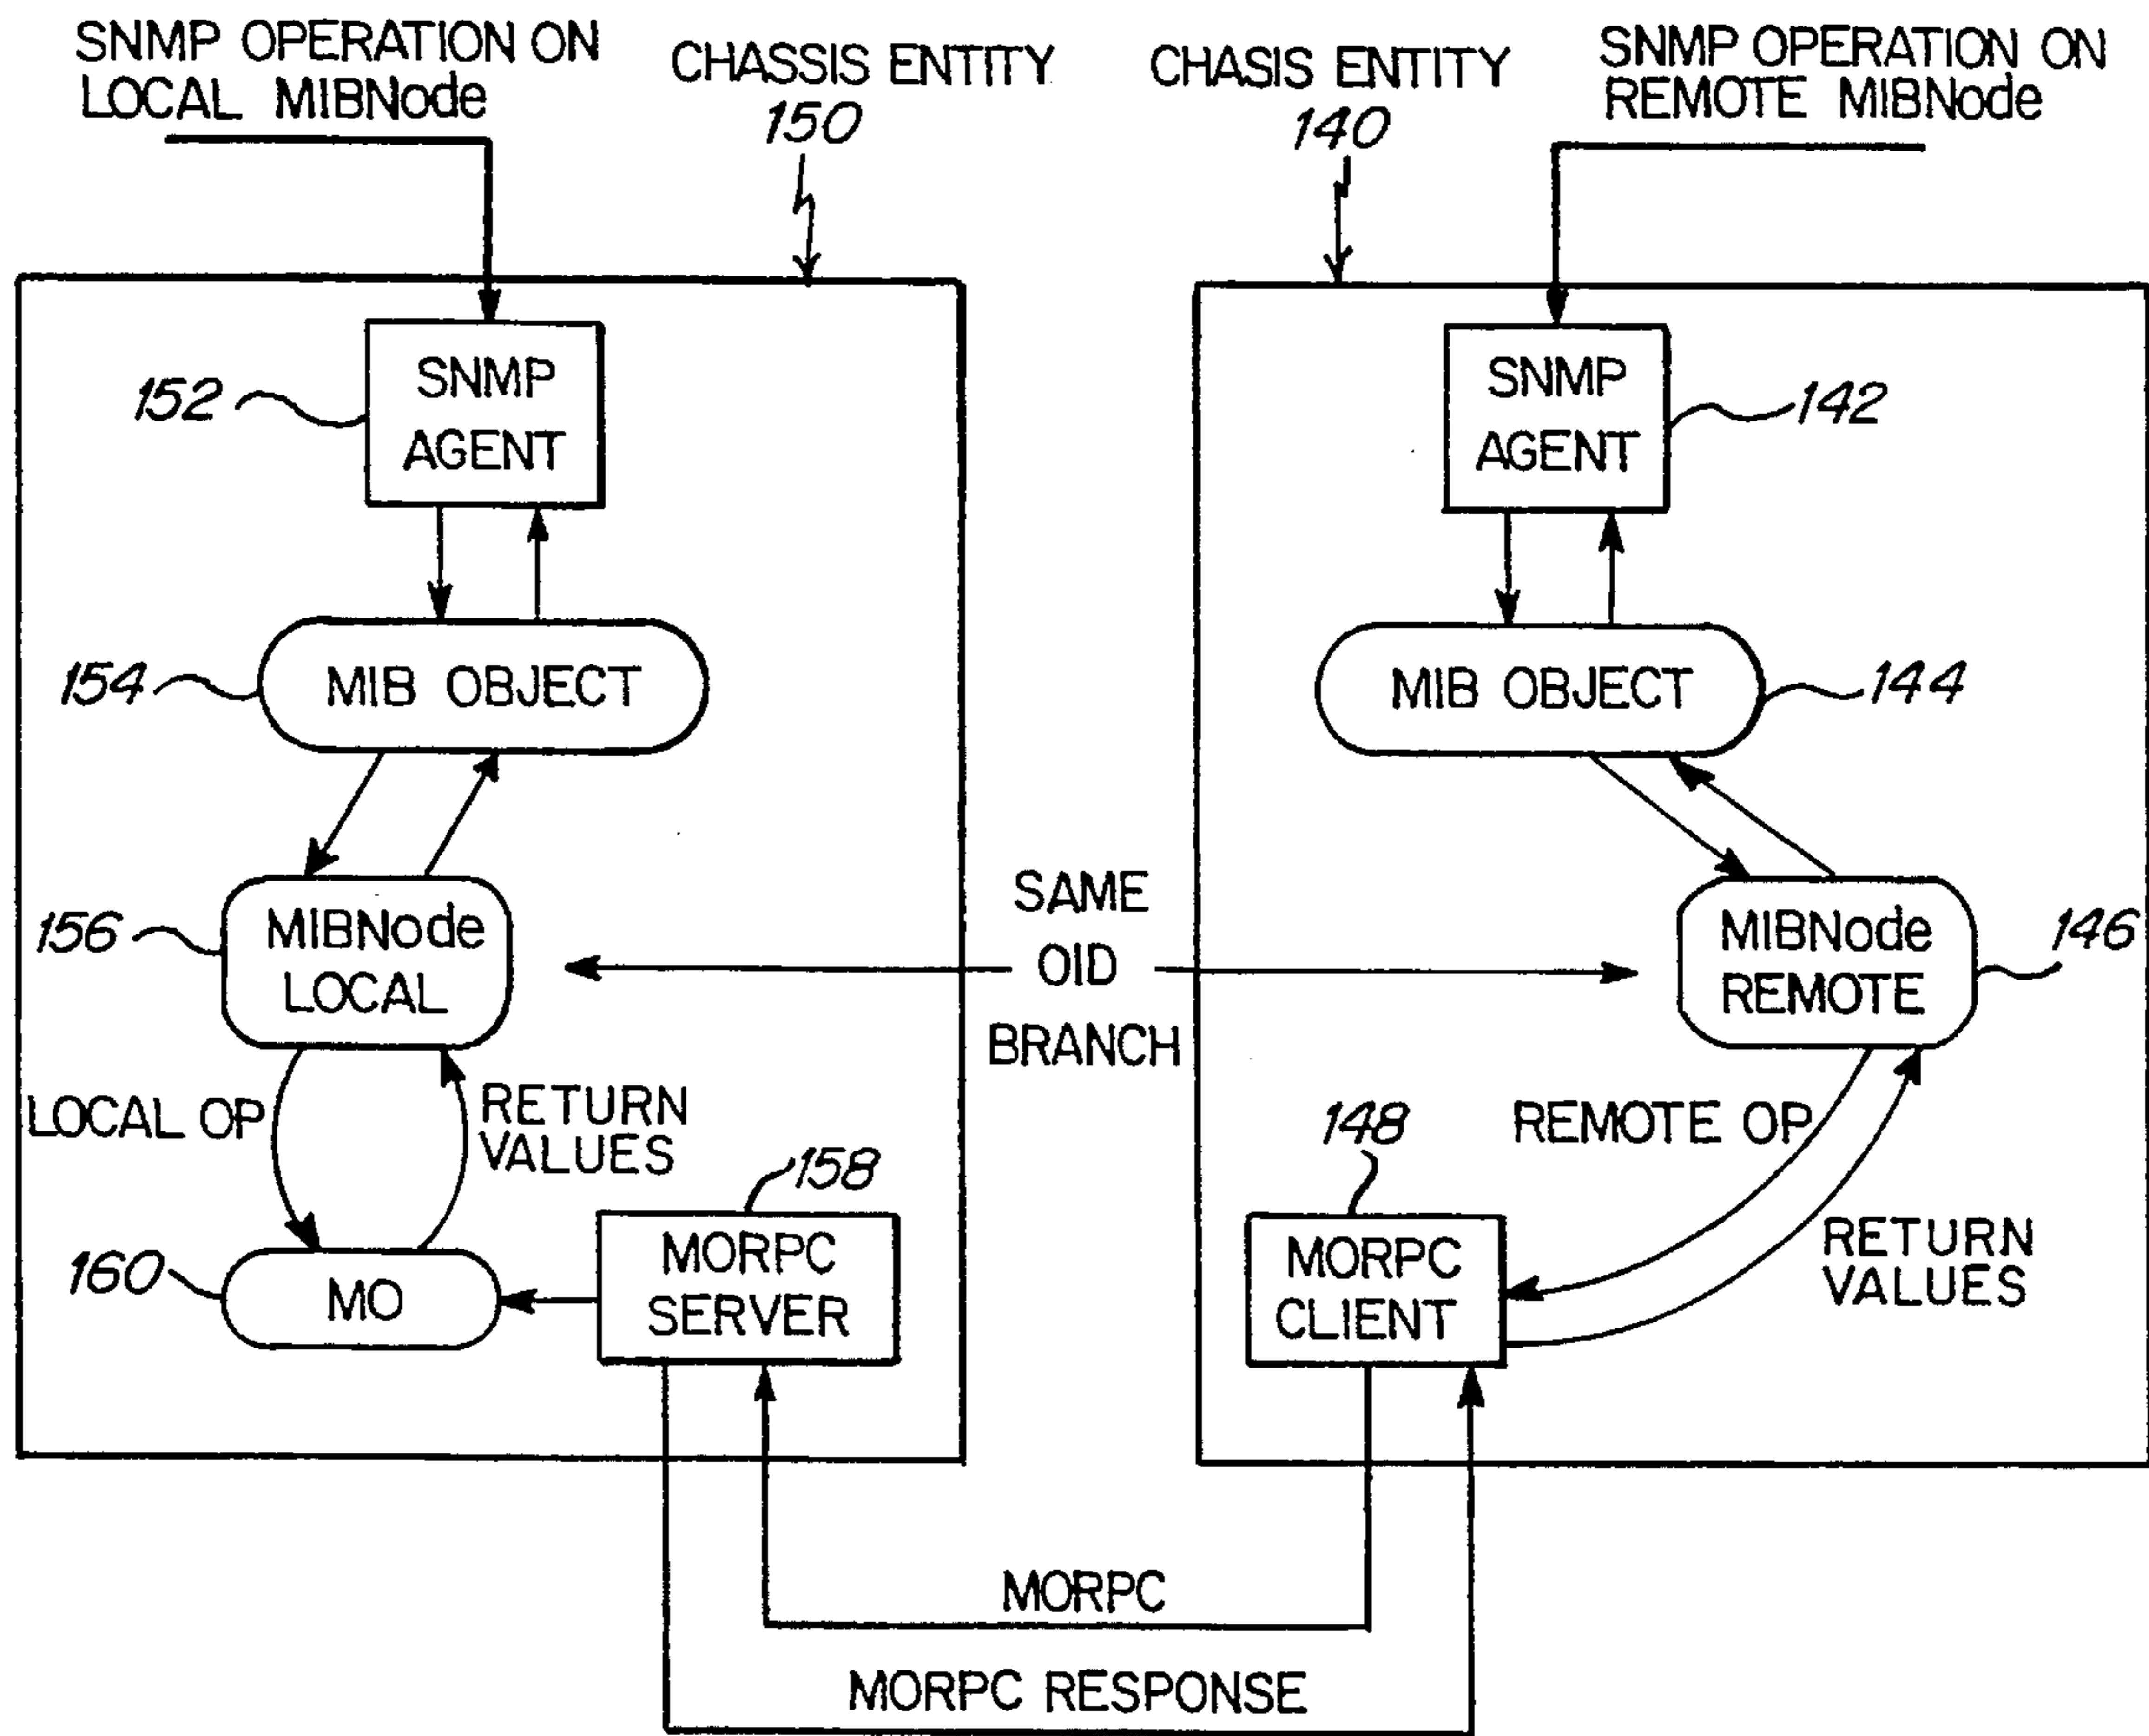 SNMP OPERATION ON
LOCAL MIBNode
CHASSIS ENTITY
150
CHASIS ENTITY
140
SNMP OPERATION ON
REMOTE MIBNode
152
SNMP
AGENT
SNMP
AGENT
142
154
MIB OBJECT
MIB OBJECT
144
156
MIBNode
LOCAL
SAME
OID
BRANCH
MIBNode
REMOTE
146
LOCAL OP
RETURN
VALUES
158
148
REMOTE OP
RETURN
VALUES
160
MO
MORPC
SERVER
MORPC
CLIENT
MORPC
MORPC RESPONSE